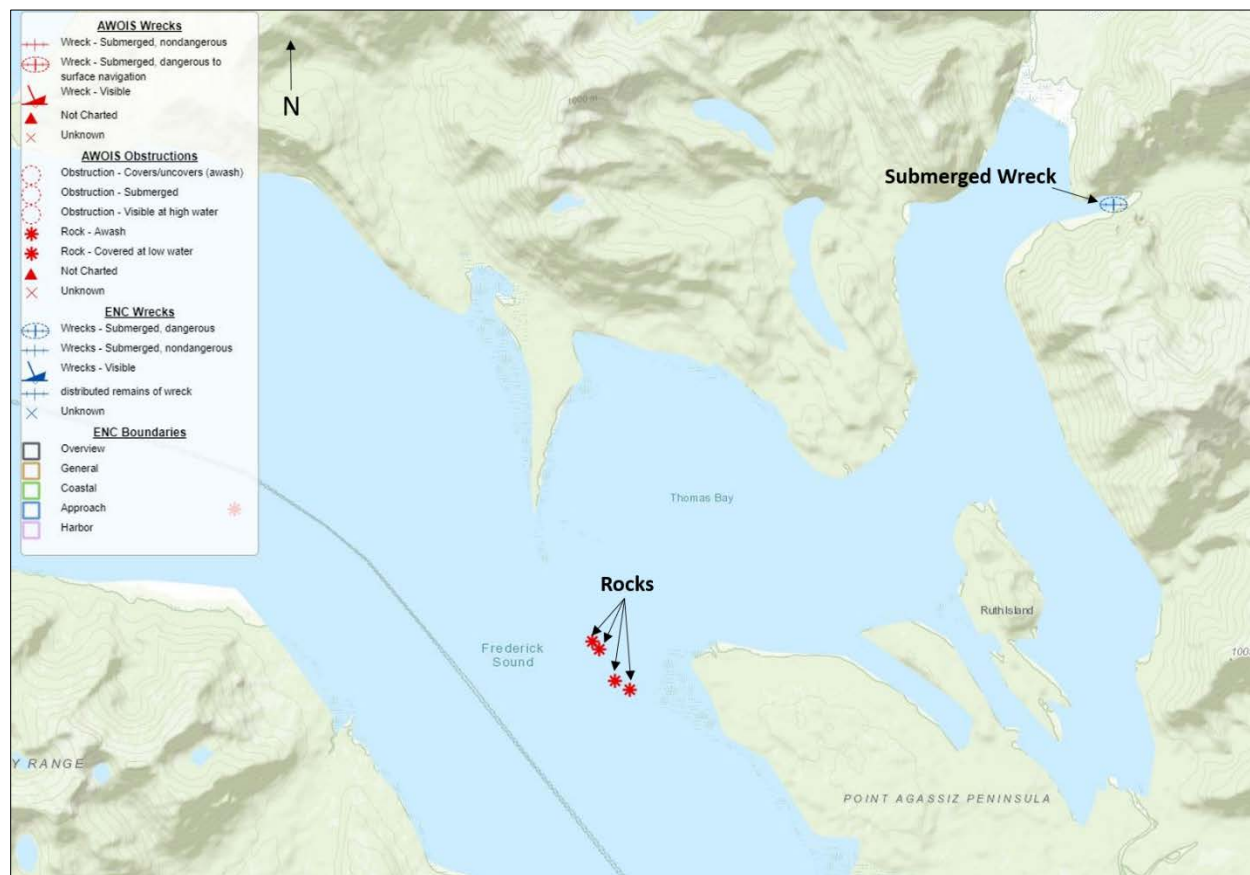 AWOIS Wrecks
Wreck - Submerged, nondangerous
Wreck - Submerged, dangerous to
surface navigation
Wreck - Visible
Not Charted
Unknown
AWOIS Obstructions
Obstruction - Covers/uncovers (awash)
Obstruction - Submerged
Obstruction - Visible at high water
Rock - Awash
Rock - Covered at low water
Not Charted
Unknown
ENC Wrecks
Wrecks - Submerged, dangerous
Wrecks - Submerged, nondangerous
Wrecks - Visible
distributed remains of wreck
Unknown
ENC Boundaries
Overview
General
Coastal
Approach
Harbor
N
1000 m
Submerged Wreck
Thomas Bay
Rocks
Ruth Island
Frederick
Sound
Y RANGE
POINT AGASSIZ PENINSULA